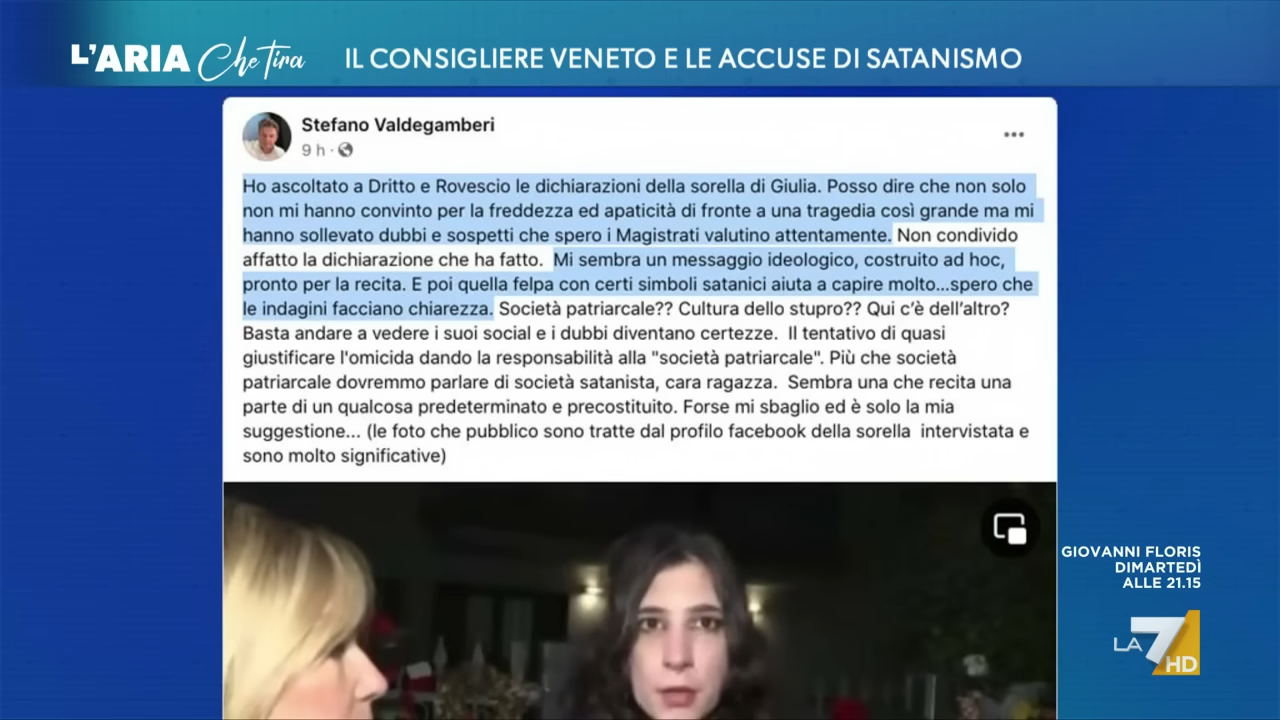 L'ARIA Che Tira
IL CONSIGLIERE VENETO E LE ACCUSE DI SATANISMO
Stefano Valdegamberi
9 h ·
Ho ascoltato a Dritto e Rovescio le dichiarazioni della sorella di Giulia. Posso dire che non solo
non mi hanno convinto per la freddezza ed apaticità di fronte a una tragedia così grande ma mi
hanno sollevato dubbi e sospetti che spero i Magistrati valutino attentamente. Non condivido
affatto la dichiarazione che ha fatto. Mi sembra un messaggio ideologico, costruito ad hoc,
pronto per la recita. E poi quella felpa con certi simboli satanici aiuta a capire molto...spero che
le indagini facciano chiarezza. Società patriarcale?? Cultura dello stupro?? Qui c'è dell'altro?
Basta andare a vedere i suoi social e i dubbi diventano certezze. Il tentativo di quasi
giustificare l'omicida dando la responsabilità alla "società patriarcale". Più che società
patriarcale dovremmo parlare di società satanista, cara ragazza. Sembra una che recita una
parte di un qualcosa predeterminato e precostituito. Forse mi sbaglio ed è solo la mia
suggestione... (le foto che pubblico sono tratte dal profilo facebook della sorella intervistata e
sono molto significative)
GIOVANNI FLORIS
DIMARTEDÌ
ALLE 21.15
LA 7 HD